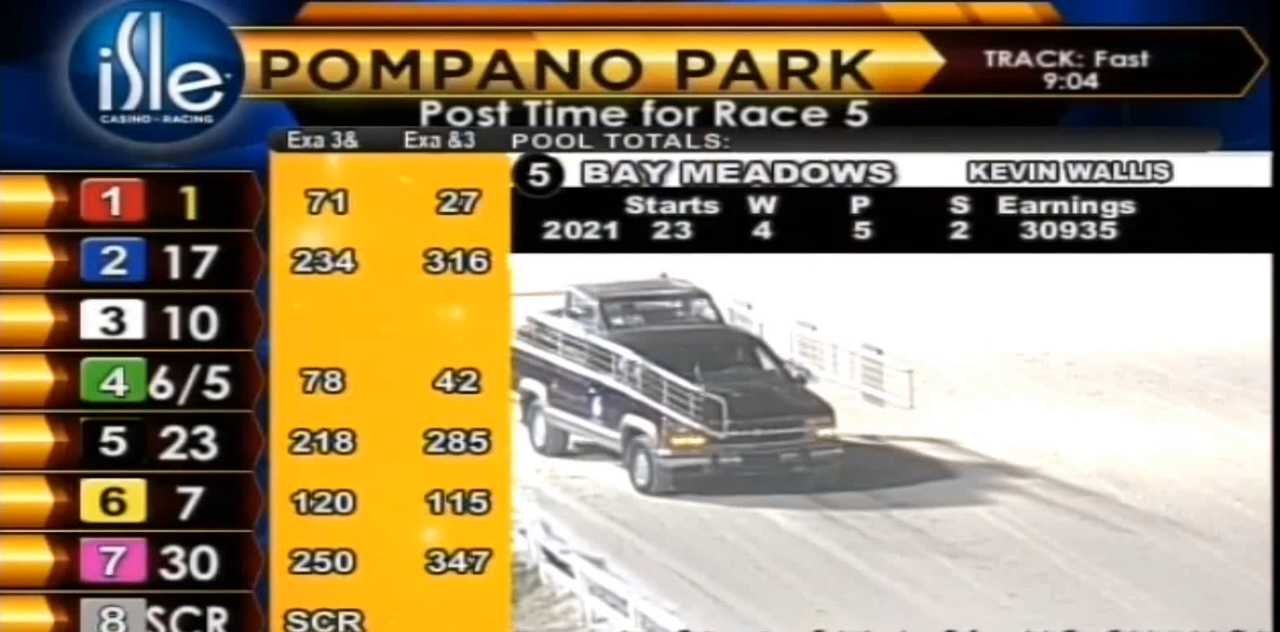 isle
CASINO - RACING
POMPANO PARK
TRACK: Fast
9:04
Post Time for Race 5
Exa 3& Exa &3 POOL TOTALS:
5 BAY MEADOWS KEVIN WALLIS
Starts W P S Earnings
2021 23 4 5 2 30935
1 1 71 27
2 17 234 316
3 10
4 6/5 78 42
5 23 218 285
6 7 120 115
7 30 250 347
8 SCR SCR